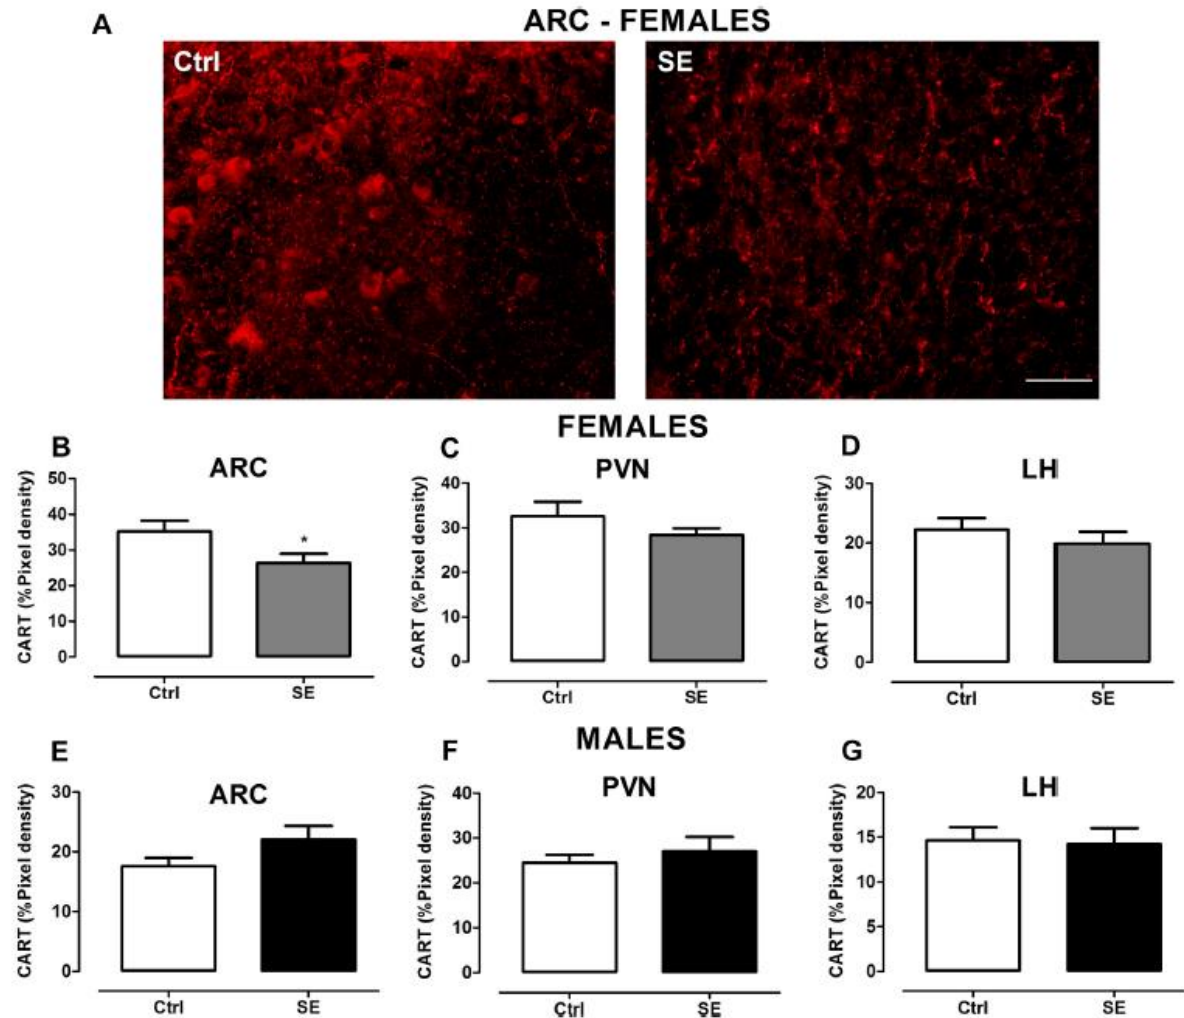 A
ARC - FEMALES
Ctrl
SE
FEMALES
B
ARC
CART (%Pixel density)
50
40
30
20
10
0
Ctrl
SE
*
C
PVN
CART (%Pixel density)
40
30
20
10
0
Ctrl
SE
D
LH
CART (%Pixel density)
30
20
10
0
Ctrl
SE
MALES
E
ARC
CART (%Pixel density)
30
20
10
0
Ctrl
SE
F
PVN
CART (%Pixel density)
40
30
20
10
0
Ctrl
SE
G
LH
CART (%Pixel density)
20
15
10
5
0
Ctrl
SE